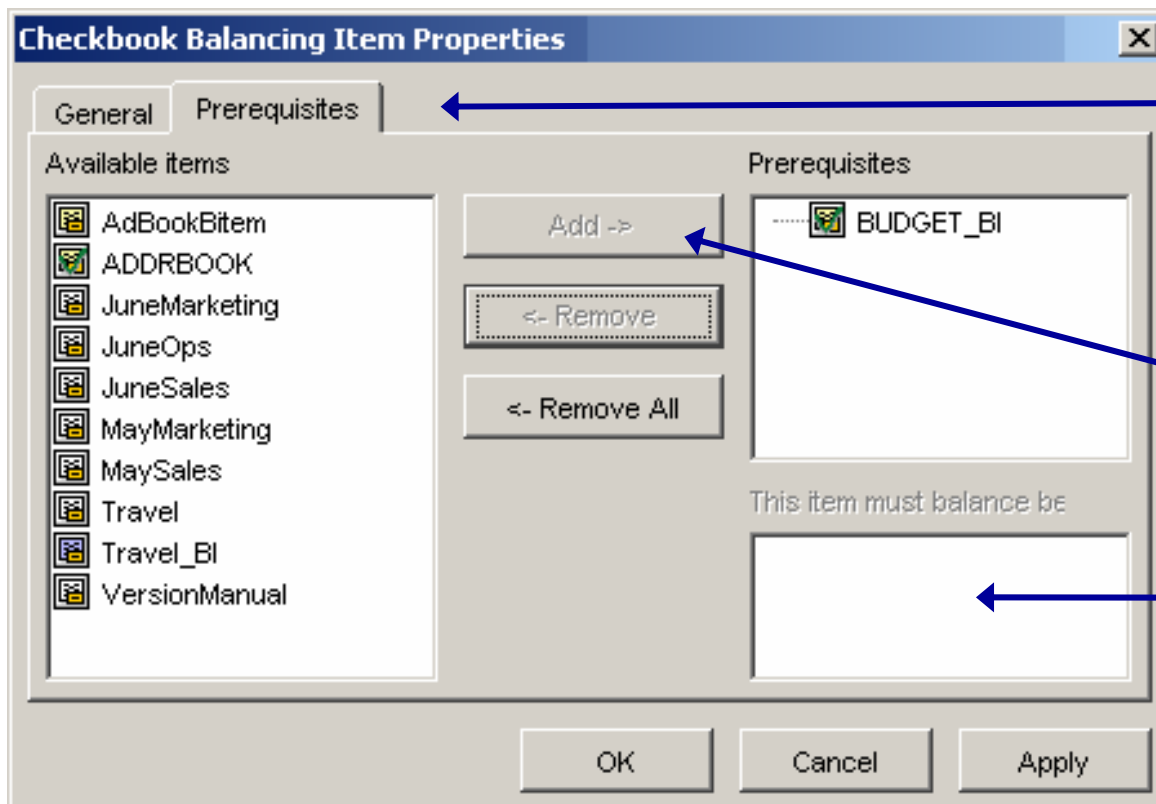 Checkbook Balancing Item Properties
General
Prerequisites
Available items
AdBookBitem
ADDRBOOK
JuneMarketing
JuneOps
JuneSales
MayMarketing
MaySales
Travel
Travel_BI
VersionManual
Add ->
<- Remove
<- Remove All
Prerequisites
BUDGET_BI
This item must balance be
OK
Cancel
Apply